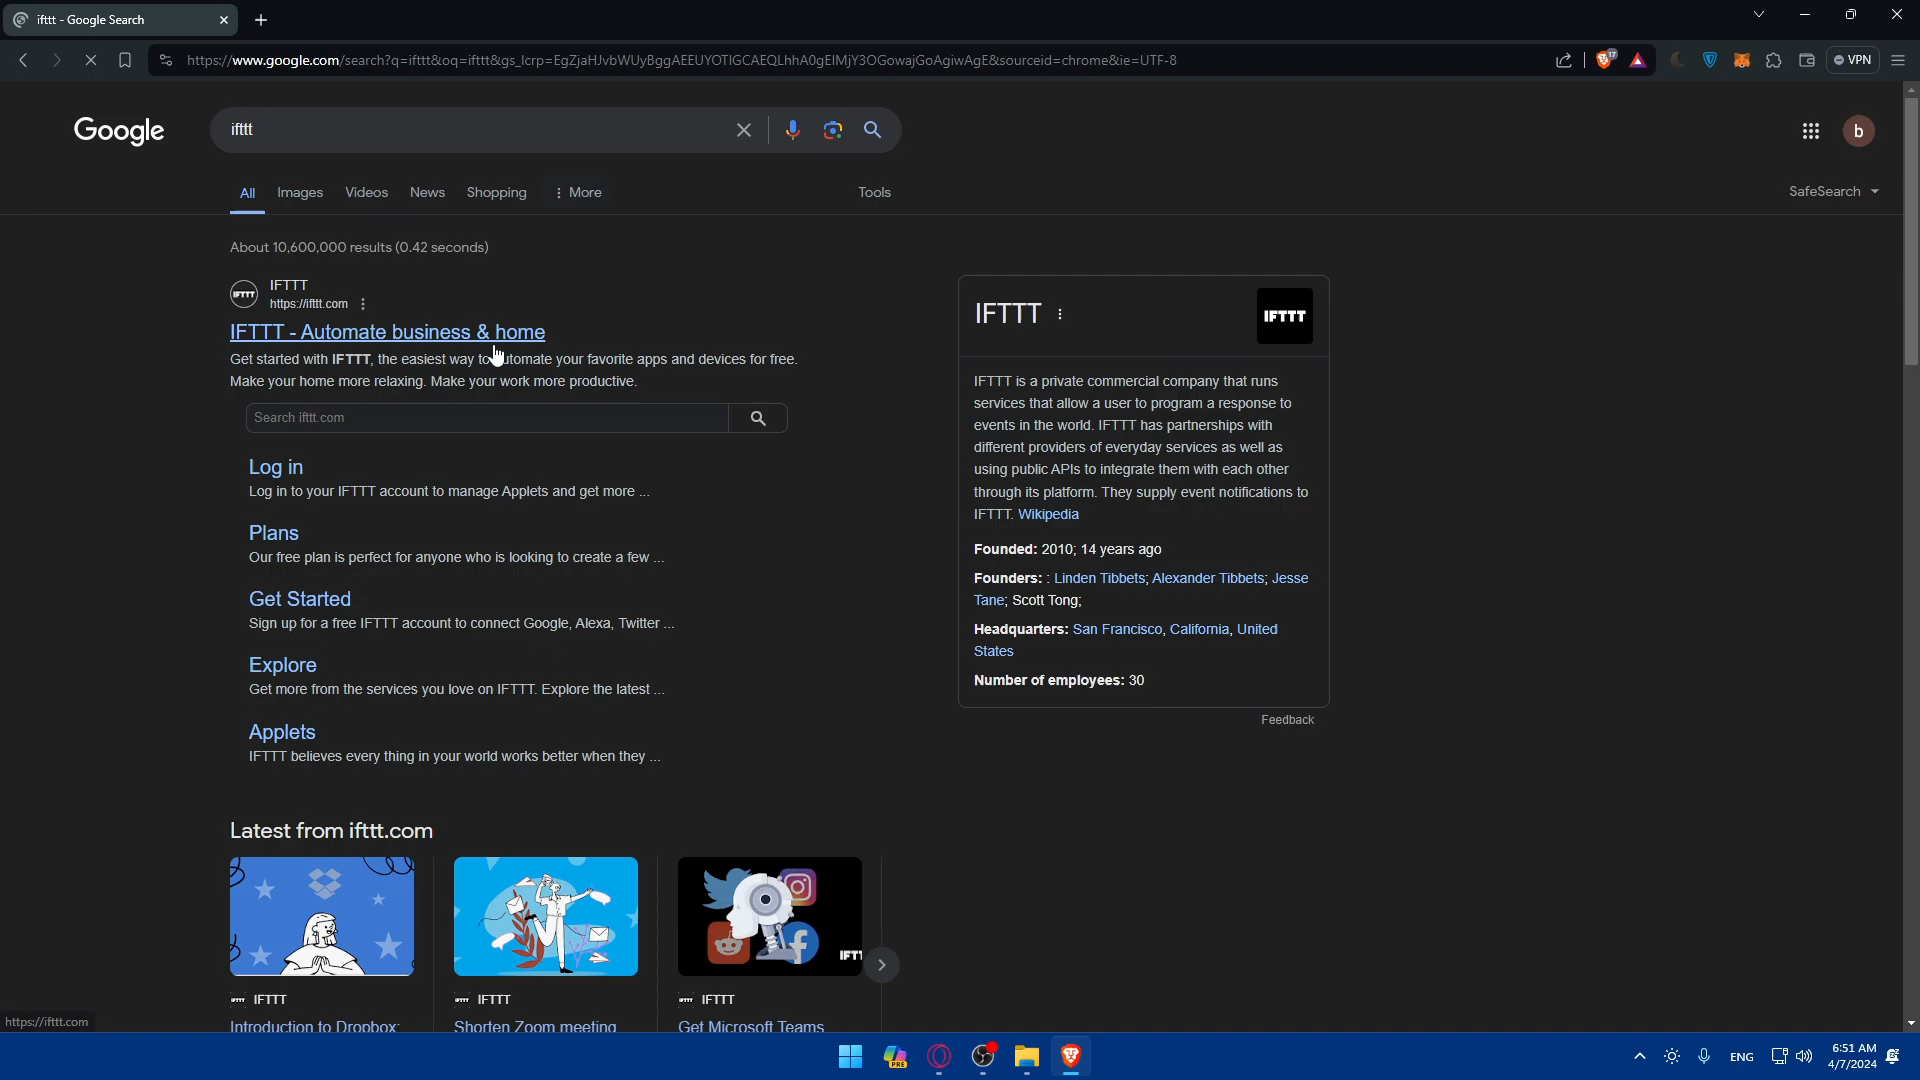 ifttt - Google Search
https://www.google.com/search?q=ifttt&oq=ifttt&gs_lcrp=EgZjaHJvbWUyBggAEEUYOTIGCAEQLhhA0gEIMjY3OGowajGoAgiwAgE&sourceid=chrome&ie=UTF-8
VPN
Google
ifttt
b
All
Images
Videos
News
Shopping
More
Tools
SafeSearch
About 10,600,000 results (0.42 seconds)
IFTTT
IFTTT
https://ifttt.com
IFTTT - Automate business & home
Get started with IFTTT, the easiest way to automate your favorite apps and devices for free.
Make your home more relaxing. Make your work more productive.
Search ifttt.com
Log in
Log in to your IFTTT account to manage Applets and get more ...
Plans
Our free plan is perfect for anyone who is looking to create a few ...
Get Started
Sign up for a free IFTTT account to connect Google, Alexa, Twitter ...
Explore
Get more from the services you love on IFTTT. Explore the latest ...
Applets
IFTTT believes every thing in your world works better when they ...
IFTTT
IFTTT
IFTTT is a private commercial company that runs
services that allow a user to program a response to
events in the world. IFTTT has partnerships with
different providers of everyday services as well as
using public APIs to integrate them with each other
through its platform. They supply event notifications to
IFTTT. Wikipedia
Founded: 2010; 14 years ago
Founders: : Linden Tibbets; Alexander Tibbets; Jesse
Tane; Scott Tong;
Headquarters: San Francisco, California, United
States
Number of employees: 30
Feedback
Latest from ifttt.com
IFTTT
IFTTT
IFTTT
Introduction to Dropbox:
Shorten Zoom meeting
Get Microsoft Teams
https://ifttt.com
PRE
ENG
6:51 AM
4/7/2024